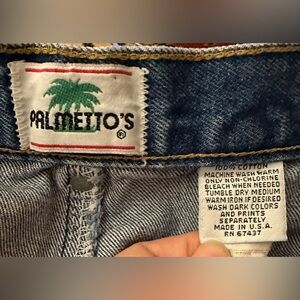 PALMETTO'S
®
100% COTTON
MACHINE WASH WARM
ONLY NON-CHLORINE
BLEACH WHEN NEEDED
TUMBLE DRY MEDIUM
WARM IRON IF DESIRED
WASH DARK COLORS
AND PRINTS
SEPARATELY
MADE IN U.S.A.
RN 67437